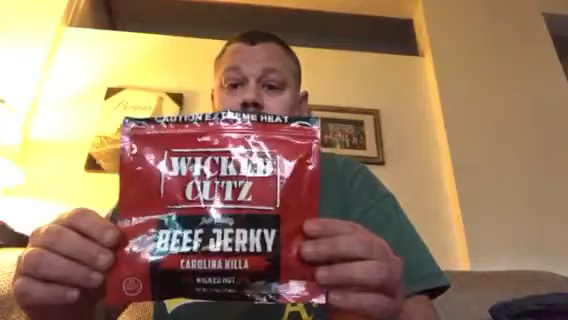 CAUTION EXTREME HEAT
WICKED
CUTZ
BEEF JERKY
CAROLINA KILLA
WICKED HOT